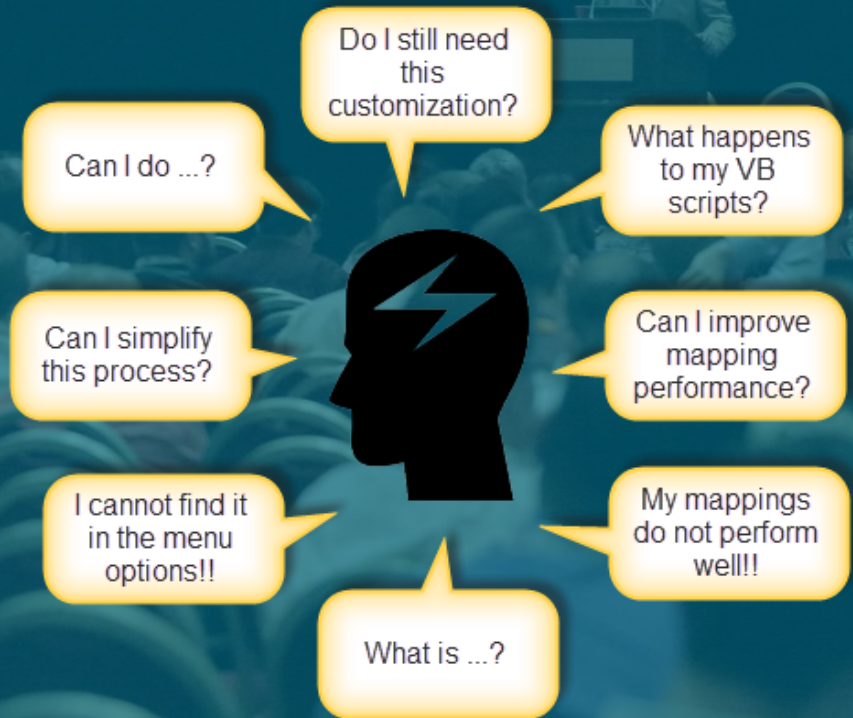 Do I still need
this
customization?
Can I do ...?
What happens
to my VB
scripts?
Can I simplify
this process?
Can I improve
mapping
performance?
I cannot find it
in the menu
options!!
My mappings
do not perform
well!!
What is ...?